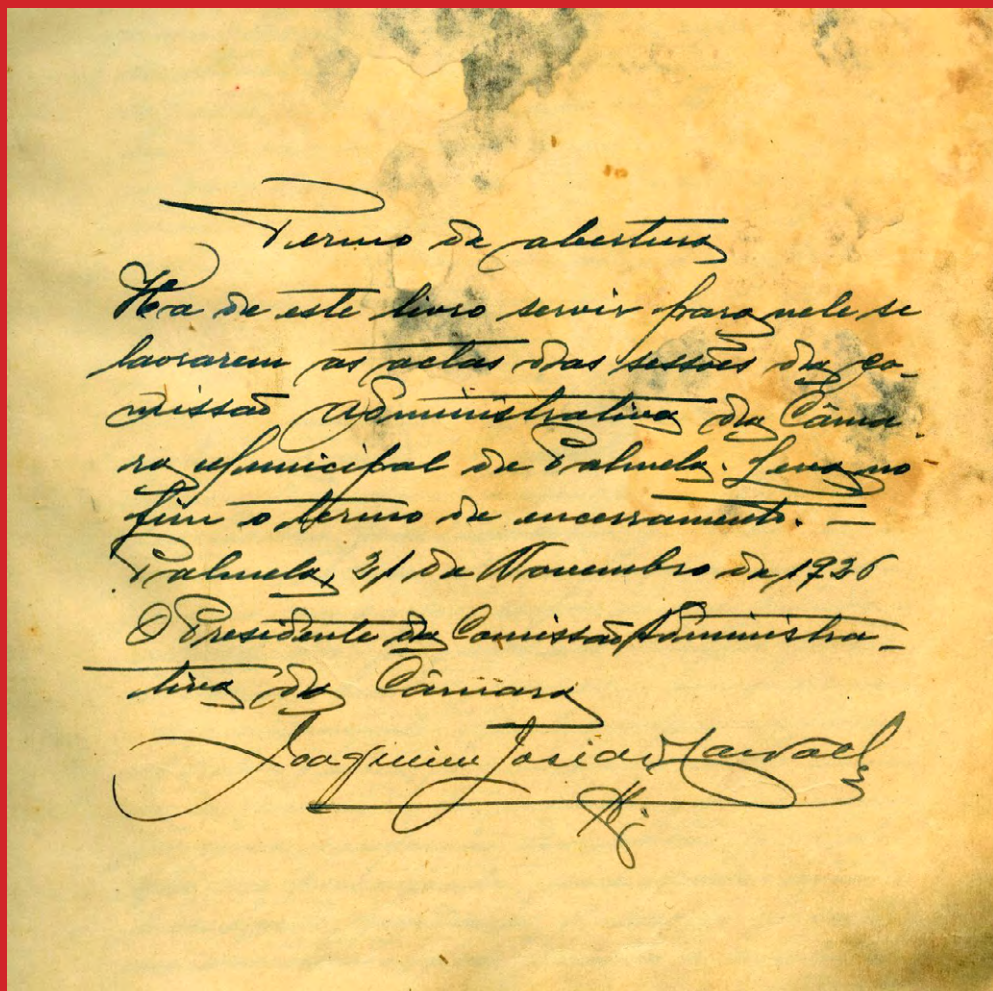 Termo de abertura
Ha de este livro servir para nele se
lavrarem as actas das sessões da co-
missão Administrativa da Câma-
ra Municipal de Palmela. Leva no
fim o termo de encerramento. —
Palmela, 21 de Novembro de 1926
O Presidente da Comissão Administra-
tiva da Câmara
Joaquim José de Carvalho